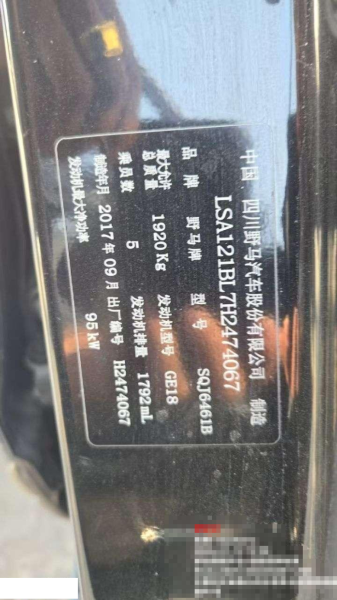 中国 四川野马汽车股份有限公司 制造
LSA121BL7H2474067
品牌 野马牌 型号 SQJ6461B
最大允许总质量 1920Kg 发动机型号 GE18
乘员数 5 发动机排量 1792mL
制造年月 2017年09月 出厂编号 H2474067
发动机最大净功率 95kW